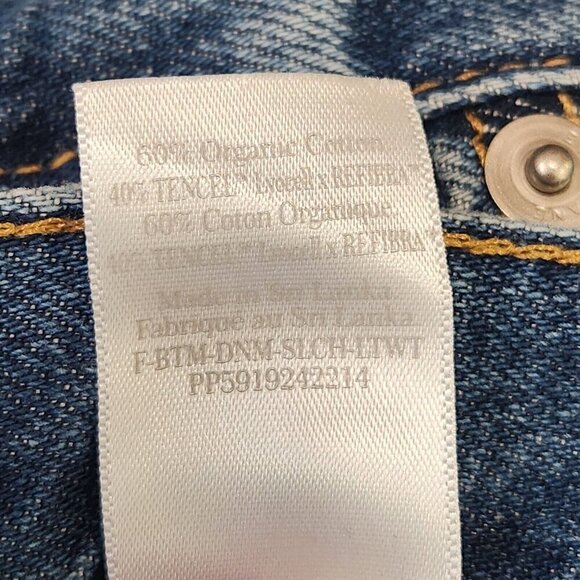 60% Organic Cotton
40% TENCEL™ Lyocell x REFIBRA™
60% Coton Organique
40% TENCEL™ Lyocell x REFIBRA™
Made in Sri Lanka
Fabriqué au Sri Lanka
F-BTM-DNM-SLCH-LTWT
PP5919242214